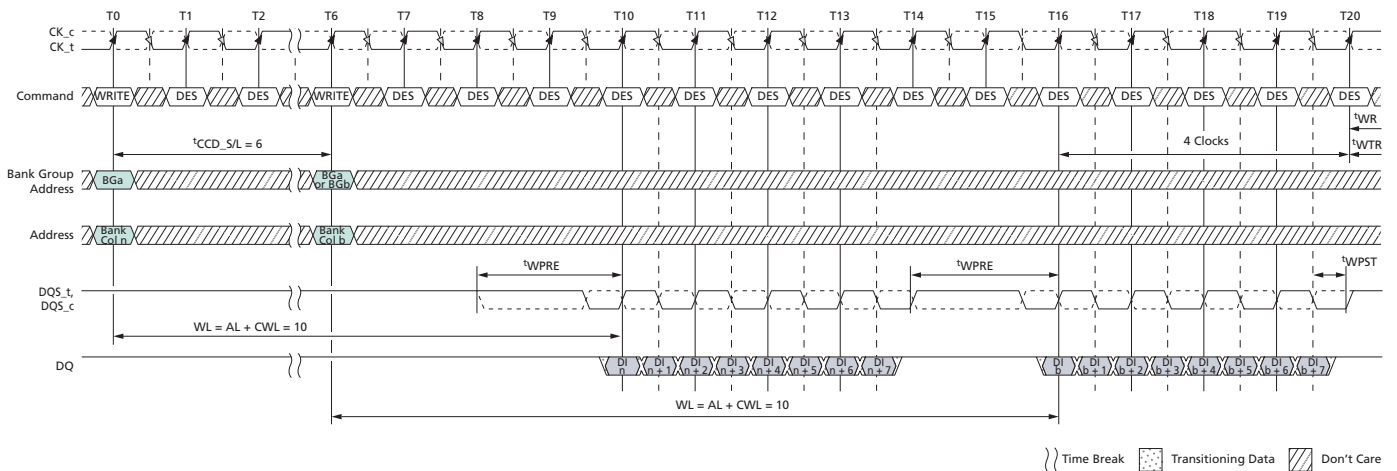 T0 T1 T2 T6 T7 T8 T9 T10 T11 T12 T13 T14 T15 T16 T17 T18 T19 T20
CK_c
CK_t
Command WRITE DES DES WRITE DES DES DES DES DES DES DES DES DES DES DES DES DES DES
tWR
tCCD_S/L = 6
4 Clocks
tWTR
Bank Group
Address
BGa
BGa
or BGb
Address
Bank
Col n
Bank
Col b
tWPRE tWPRE tWPST
DQS_t,
DQS_c
WL = AL + CWL = 10
DQ
DI
n
DI
n + 1
DI
n + 2
DI
n + 3
DI
n + 4
DI
n + 5
DI
n + 6
DI
n + 7
DI
b
DI
b + 1
DI
b + 2
DI
b + 3
DI
b + 4
DI
b + 5
DI
b + 6
DI
b + 7
WL = AL + CWL = 10
Time Break Transitioning Data Don't Care